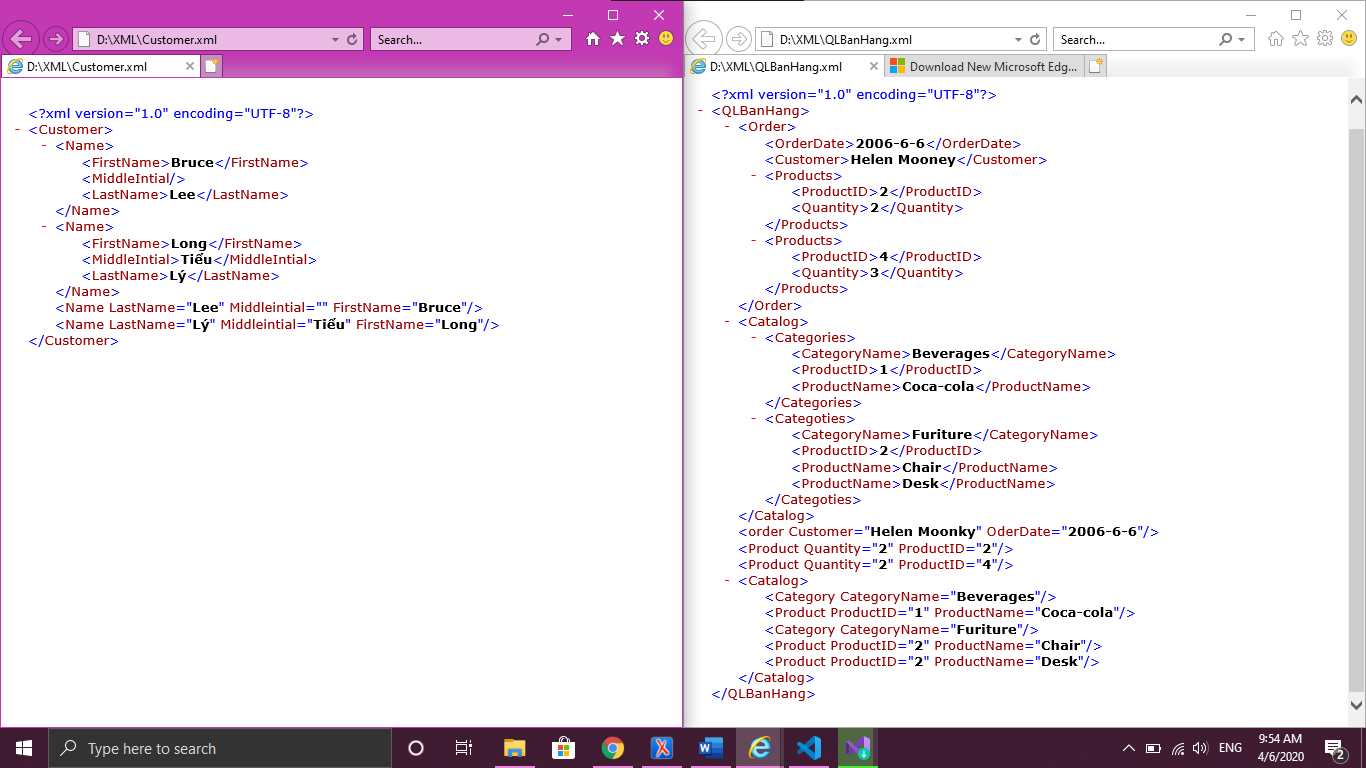 D:\XML\Customer.xml
Search...
D:\XML\Customer.xml
<?xml version="1.0" encoding="UTF-8"?>
- <Customer>
- <Name>
<FirstName>Bruce</FirstName>
<MiddleIntial/>
<LastName>Lee</LastName>
</Name>
- <Name>
<FirstName>Long</FirstName>
<MiddleIntial>Tiểu</MiddleIntial>
<LastName>Lý</LastName>
</Name>
<Name LastName="Lee" Middleintial="" FirstName="Bruce"/>
<Name LastName="Lý" Middleintial="Tiểu" FirstName="Long"/>
</Customer>
D:\XML\QLBanHang.xml
Search...
D:\XML\QLBanHang.xml
Download New Microsoft Edg...
<?xml version="1.0" encoding="UTF-8"?>
- <QLBanHang>
- <Order>
<OrderDate>2006-6-6</OrderDate>
<Customer>Helen Mooney</Customer>
- <Products>
<ProductID>2</ProductID>
<Quantity>2</Quantity>
</Products>
- <Products>
<ProductID>4</ProductID>
<Quantity>3</Quantity>
</Products>
</Order>
- <Catalog>
- <Categories>
<CategoryName>Beverages</CategoryName>
<ProductID>1</ProductID>
<ProductName>Coca-cola</ProductName>
</Categories>
- <Categoties>
<CategoryName>Furiture</CategoryName>
<ProductID>2</ProductID>
<ProductName>Chair</ProductName>
<ProductName>Desk</ProductName>
</Categoties>
</Catalog>
<order Customer="Helen Moonky" OderDate="2006-6-6"/>
<Product Quantity="2" ProductID="2"/>
<Product Quantity="2" ProductID="4"/>
- <Catalog>
<Category CategoryName="Beverages"/>
<Product ProductID="1" ProductName="Coca-cola"/>
<Category CategoryName="Furiture"/>
<Product ProductID="2" ProductName="Chair"/>
<Product ProductID="2" ProductName="Desk"/>
</Catalog>
</QLBanHang>
Type here to search
ENG
9:54 AM
4/6/2020
2